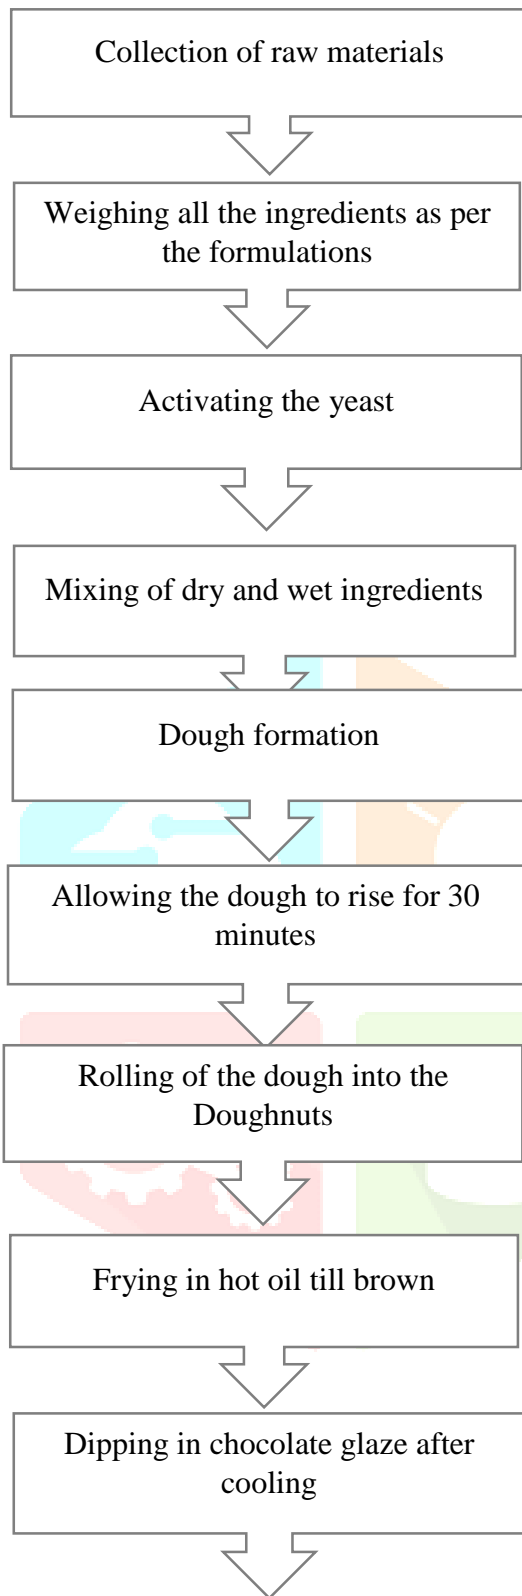 Collection of raw materials
Weighing all the ingredients as per
the formulations
Activating the yeast
Mixing of dry and wet ingredients
Dough formation
Allowing the dough to rise for 30
minutes
Rolling of the dough into the
Doughnuts
Frying in hot oil till brown
Dipping in chocolate glaze after
cooling